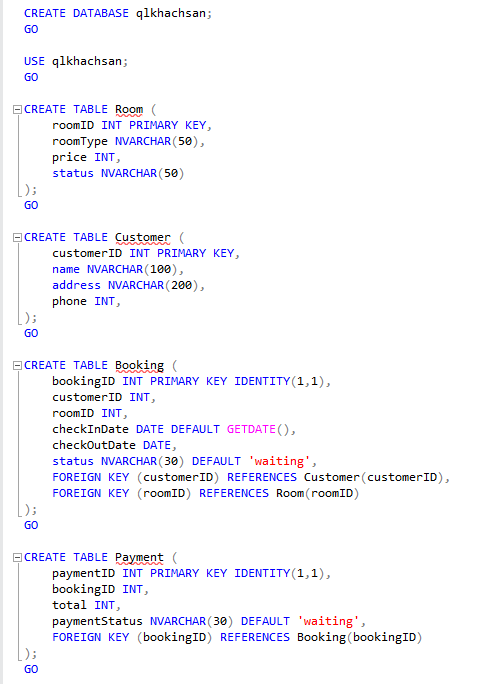 CREATE DATABASE qlkhachsan;
GO
USE qlkhachsan;
GO
CREATE TABLE Room (
    roomID INT PRIMARY KEY,
    roomType NVARCHAR(50),
    price INT,
    status NVARCHAR(50)
);
GO
CREATE TABLE Customer (
    customerID INT PRIMARY KEY,
    name NVARCHAR(100),
    address NVARCHAR(200),
    phone INT,
);
GO
CREATE TABLE Booking (
    bookingID INT PRIMARY KEY IDENTITY(1,1),
    customerID INT,
    roomID INT,
    checkInDate DATE DEFAULT GETDATE(),
    checkOutDate DATE,
    status NVARCHAR(30) DEFAULT 'waiting',
    FOREIGN KEY (customerID) REFERENCES Customer(customerID),
    FOREIGN KEY (roomID) REFERENCES Room(roomID)
);
GO
CREATE TABLE Payment (
    paymentID INT PRIMARY KEY IDENTITY(1,1),
    bookingID INT,
    total INT,
    paymentStatus NVARCHAR(30) DEFAULT 'waiting',
    FOREIGN KEY (bookingID) REFERENCES Booking(bookingID)
);
GO